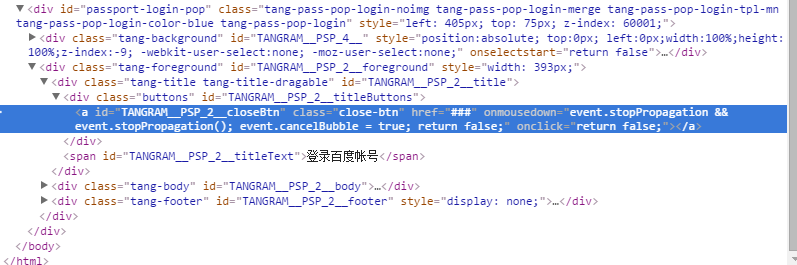 ▼<div id="passport-login-pop" class="tang-pass-pop-login-noimg tang-pass-pop-login-merge tang-pass-pop-login-tpl-mn
tang-pass-pop-login-color-blue tang-pass-pop-login" style="left: 405px; top: 75px; z-index: 60001;">
▶<div class="tang-background" id="TANGRAM__PSP_4__" style="position:absolute; top:0px; left:0px;width:100%;height:
100%;z-index:-9; -webkit-user-select:none; -moz-user-select:none;" onselectstart="return false">…</div>
▼<div class="tang-foreground" id="TANGRAM__PSP_2__foreground" style="width: 393px;">
▼<div class="tang-title tang-title-dragable" id="TANGRAM__PSP_2__title">
▼<div class="buttons" id="TANGRAM__PSP_2__titleButtons">
<a id="TANGRAM__PSP_2__closeBtn" class="close-btn" href="###" onmousedown="event.stopPropagation &&
event.stopPropagation(); event.cancelBubble = true; return false;" onclick="return false;"></a>
</div>
<span id="TANGRAM__PSP_2__titleText">登录百度帐号</span>
</div>
▶<div class="tang-body" id="TANGRAM__PSP_2__body">…</div>
▶<div class="tang-footer" id="TANGRAM__PSP_2__footer" style="display: none;">…</div>
</div>
</div>
</body>
</html>